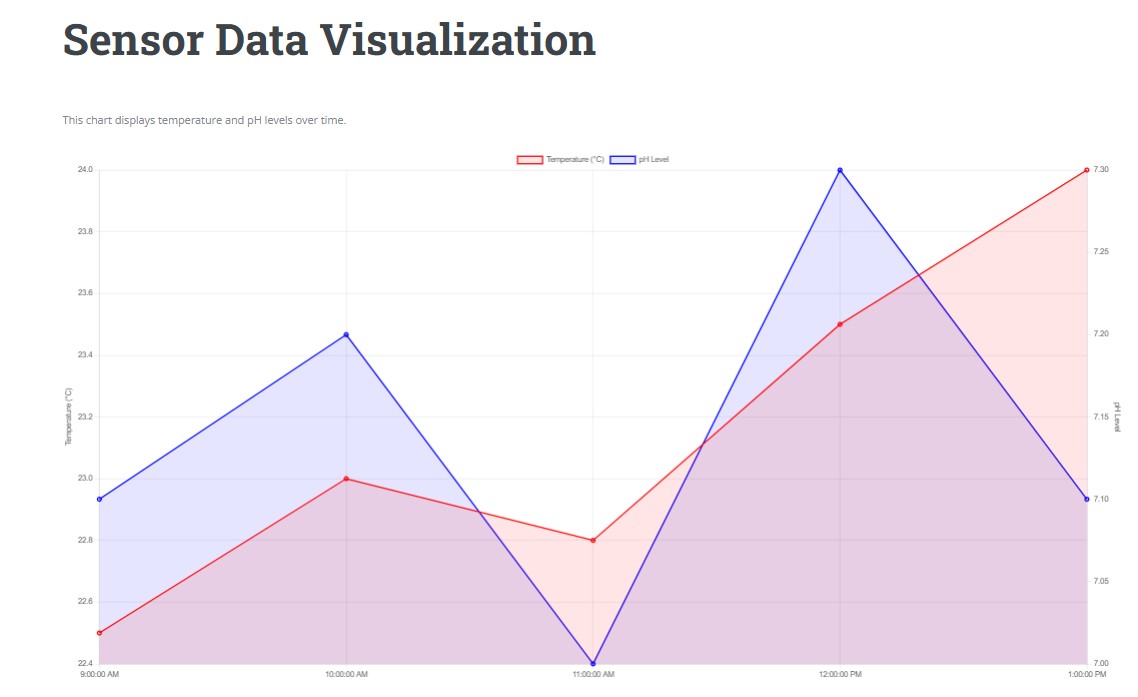 Sensor Data Visualization
This chart displays temperature and pH levels over time.
Temperature (°C) pH Level
24.0
23.8
23.6
23.4
23.2
23.0
22.8
22.6
22.4
Temperature (°C)
7.30
7.25
7.20
7.15
7.10
7.05
7.00
pH Level
9:00:00 AM 10:00:00 AM 11:00:00 AM 12:00:00 PM 1:00:00 PM